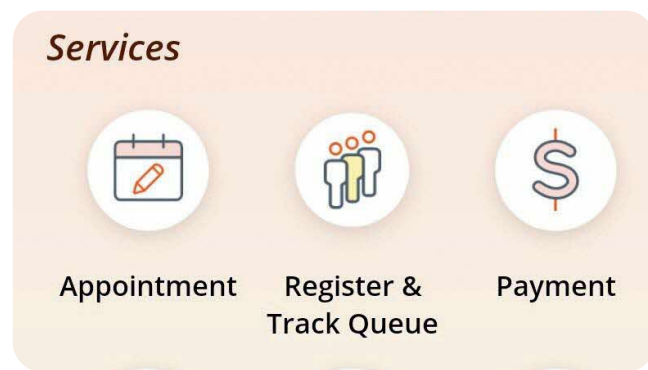 Services
Appointment
Register &
Track Queue
Payment